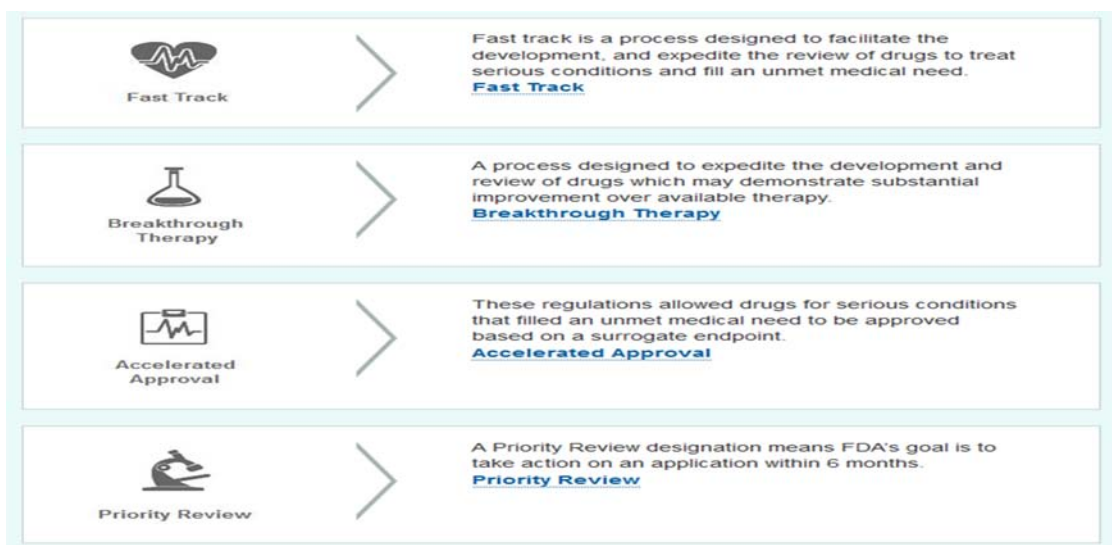 Fast Track
Fast track is a process designed to facilitate the
development, and expedite the review of drugs to treat
serious conditions and fill an unmet medical need.
Fast Track
Breakthrough
Therapy
A process designed to expedite the development and
review of drugs which may demonstrate substantial
improvement over available therapy.
Breakthrough Therapy
Accelerated
Approval
These regulations allowed drugs for serious conditions
that filled an unmet medical need to be approved
based on a surrogate endpoint.
Accelerated Approval
Priority Review
A Priority Review designation means FDA's goal is to
take action on an application within 6 months.
Priority Review